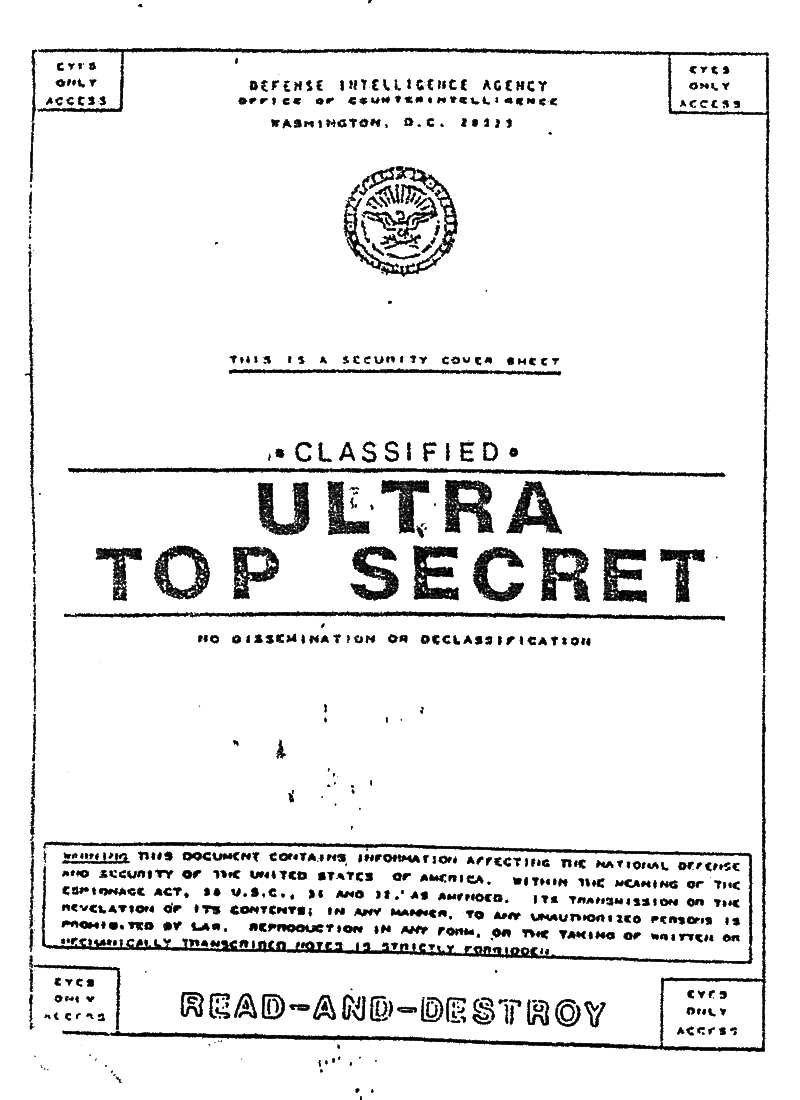 EYES
ONLY
ACCESS
DEFENSE INTELLIGENCE AGENCY
OFFICE OF COUNTERINTELLIGENCE
WASHINGTON, D.C.
EYES
ONLY
ACCESS
THIS IS A SECURITY COVER SHEET
• CLASSIFIED •
ULTRA
TOP SECRET
NO DISSEMINATION OR DECLASSIFICATION
WARNING THIS DOCUMENT CONTAINS INFORMATION AFFECTING THE NATIONAL DEFENSE
AND SECURITY OF THE UNITED STATES OF AMERICA, WITHIN THE MEANING OF THE
ESPIONAGE ACT, U.S.C., AND AS AMENDED. ITS TRANSMISSION OR THE
REVELATION OF ITS CONTENTS; IN ANY MANNER, TO ANY UNAUTHORIZED PERSONS IS
PROHIBITED BY LAW. REPRODUCTION IN ANY FORM, OR THE TAKING OF WRITTEN OR
MECHANICALLY TRANSCRIBED NOTES IS STRICTLY FORBIDDEN.
EYES
ONLY
ACCESS
READ-AND-DESTROY
EYES
ONLY
ACCESS